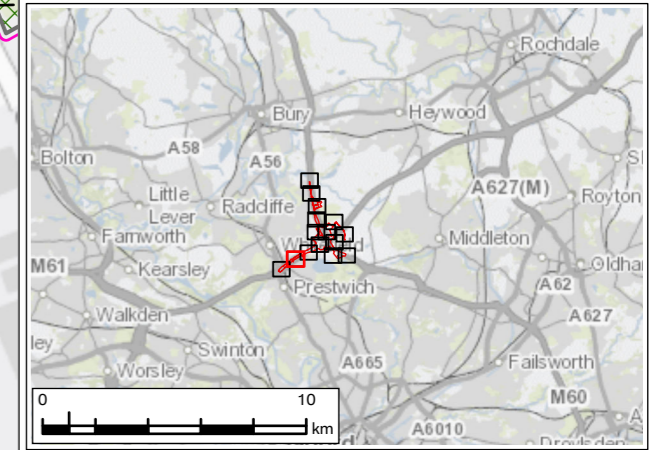 Rochdale
Bury
Heywood
A58
Bolton
A56
A627(M)
Little
Lever
Radcliffe
Royton
Farnworth
Middleton
M61
Kearsley
A62
Prestwich
A627
Walkden
Swinton
A665
Failsworth
Worsley
M60
0
10
km
A6010